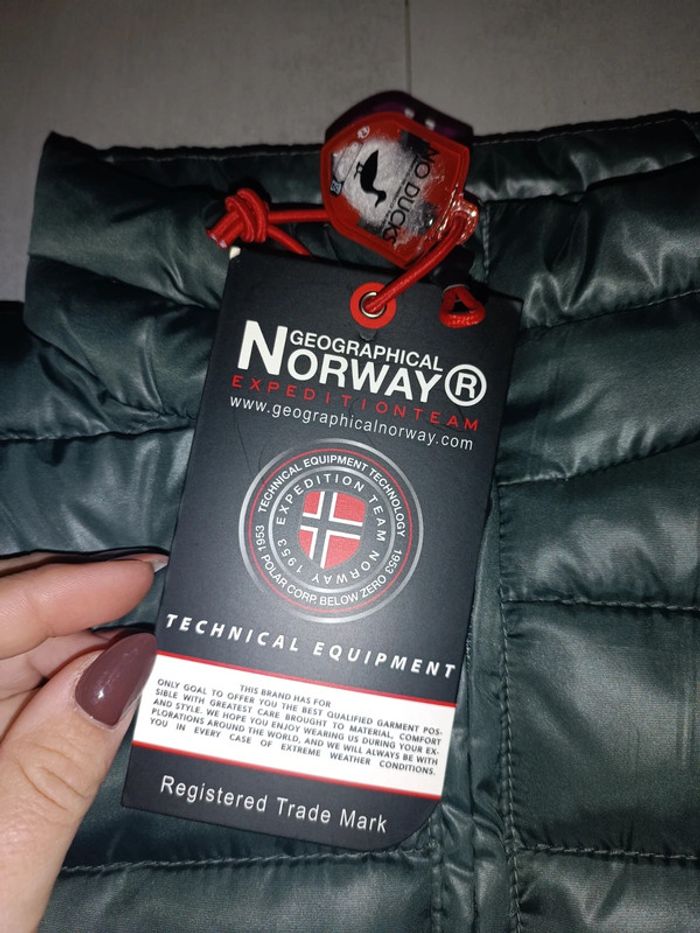 NO DUCKS
GEOGRAPHICAL
NORWAY®
EXPEDITIONTEAM
www.geographicalnorway.com
TECHNICAL EQUIPMENT TECHNOLOGY
1953 POLAR CORP. BELOW ZERO 1953
EXPEDITION TEAM NORWAY 1953
TECHNICAL EQUIPMENT
THIS BRAND HAS FOR
ONLY GOAL TO OFFER YOU THE BEST QUALIFIED GARMENT POS-
SIBLE WITH GREATEST CARE BROUGHT TO MATERIAL, COMFORT
AND STYLE. WE HOPE YOU ENJOY WEARING US DURING YOUR EX-
PLORATIONS AROUND THE WORLD, AND WE WILL ALWAYS BE WITH
YOU IN EVERY CASE OF EXTREME WEATHER CONDITIONS.
Registered Trade Mark